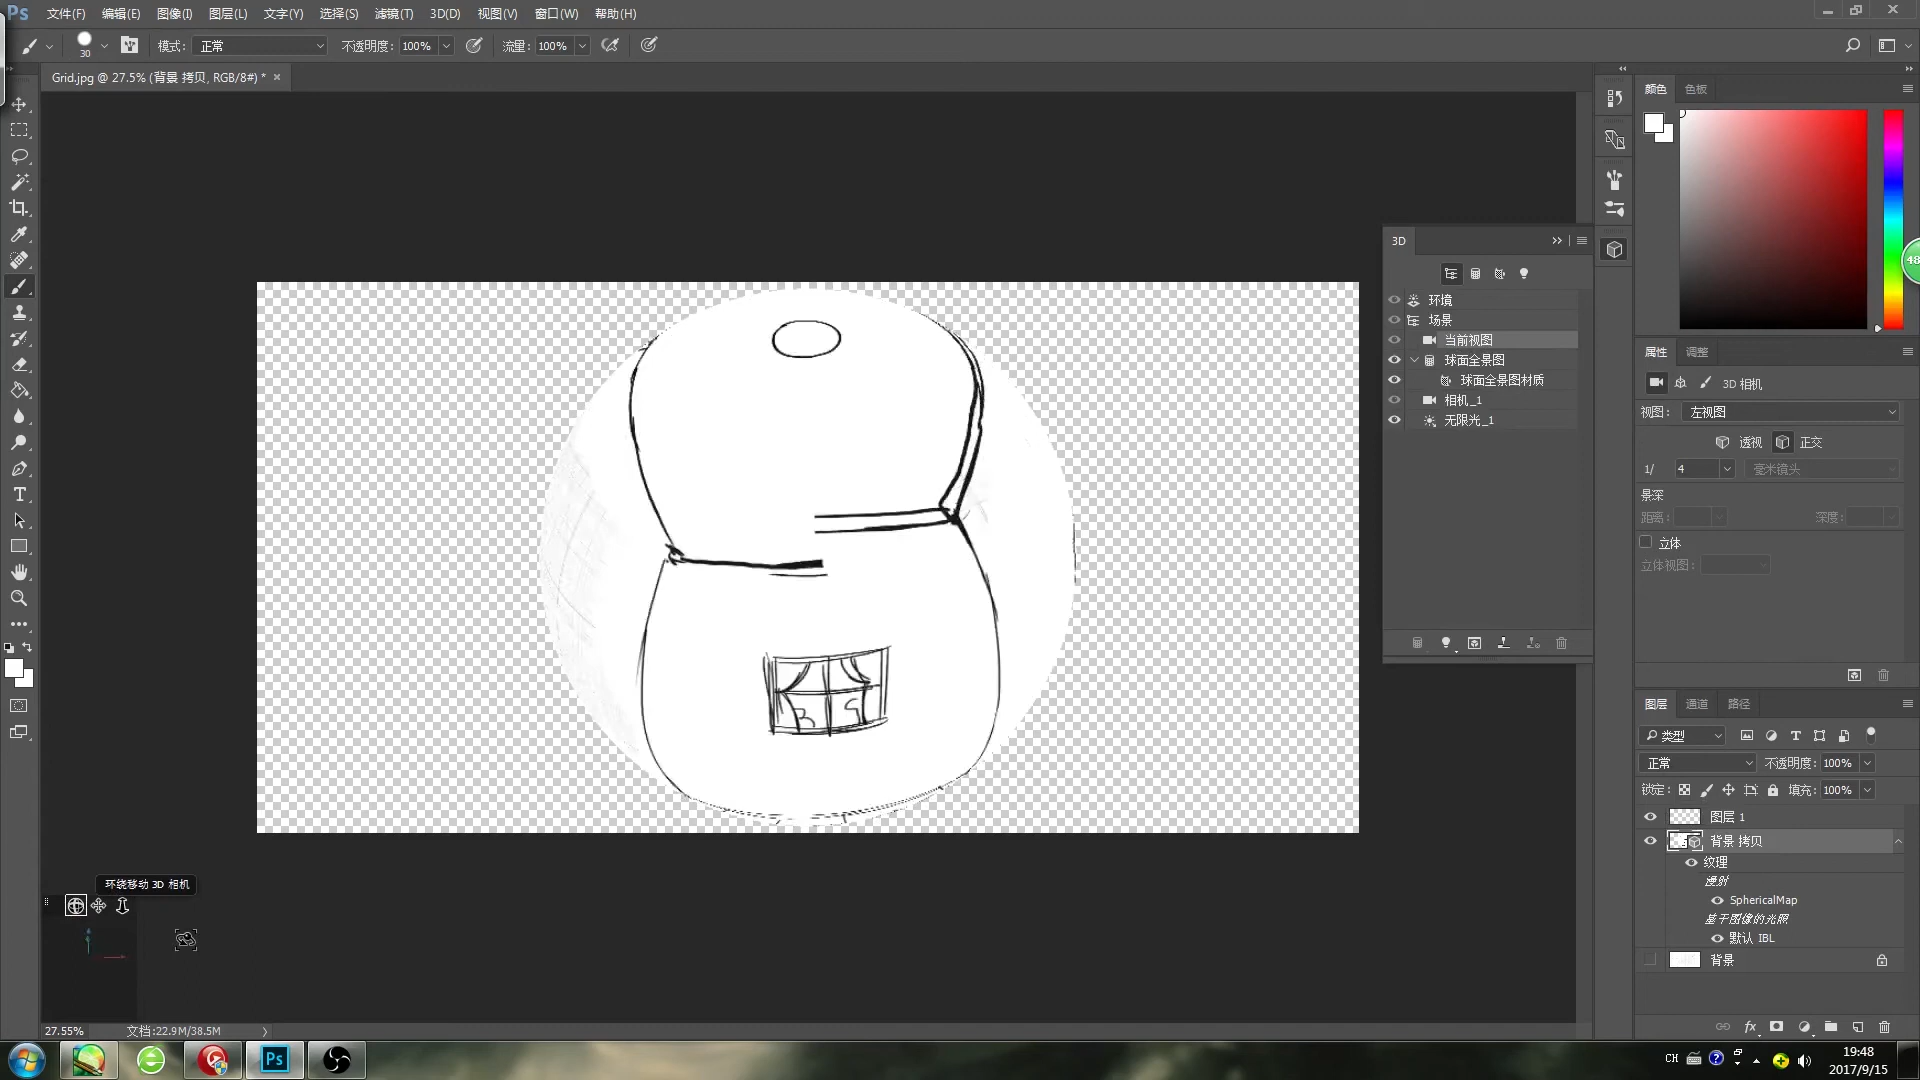 Ps 文件(F) 编辑(E) 图像(I) 图层(L) 文字(Y) 选择(S) 滤镜(T) 3D(D) 视图(V) 窗口(W) 帮助(H)
30 模式: 正常 不透明度: 100% 流量: 100%
Grid.jpg @ 27.5% (背景 拷贝, RGB/8#) * ×
颜色 色板
48
3D
环境
场景
当前视图
球面全景图
球面全景图材质
相机_1
无限光_1
属性 调整
3D 相机
视图: 左视图
透视 正交
1/ 4 毫米镜头
景深
距离: 深度:
立体
立体视图:
图层 通道 路径
类型
正常 不透明度: 100%
锁定: 填充: 100%
图层 1
背景 拷贝
纹理
漫射
SphericalMap
基于图像的光照
默认 IBL
背景
fx
环绕移动 3D 相机
27.55% 文档:22.9M/38.5M
Ps
CH
19:48
2017/9/15